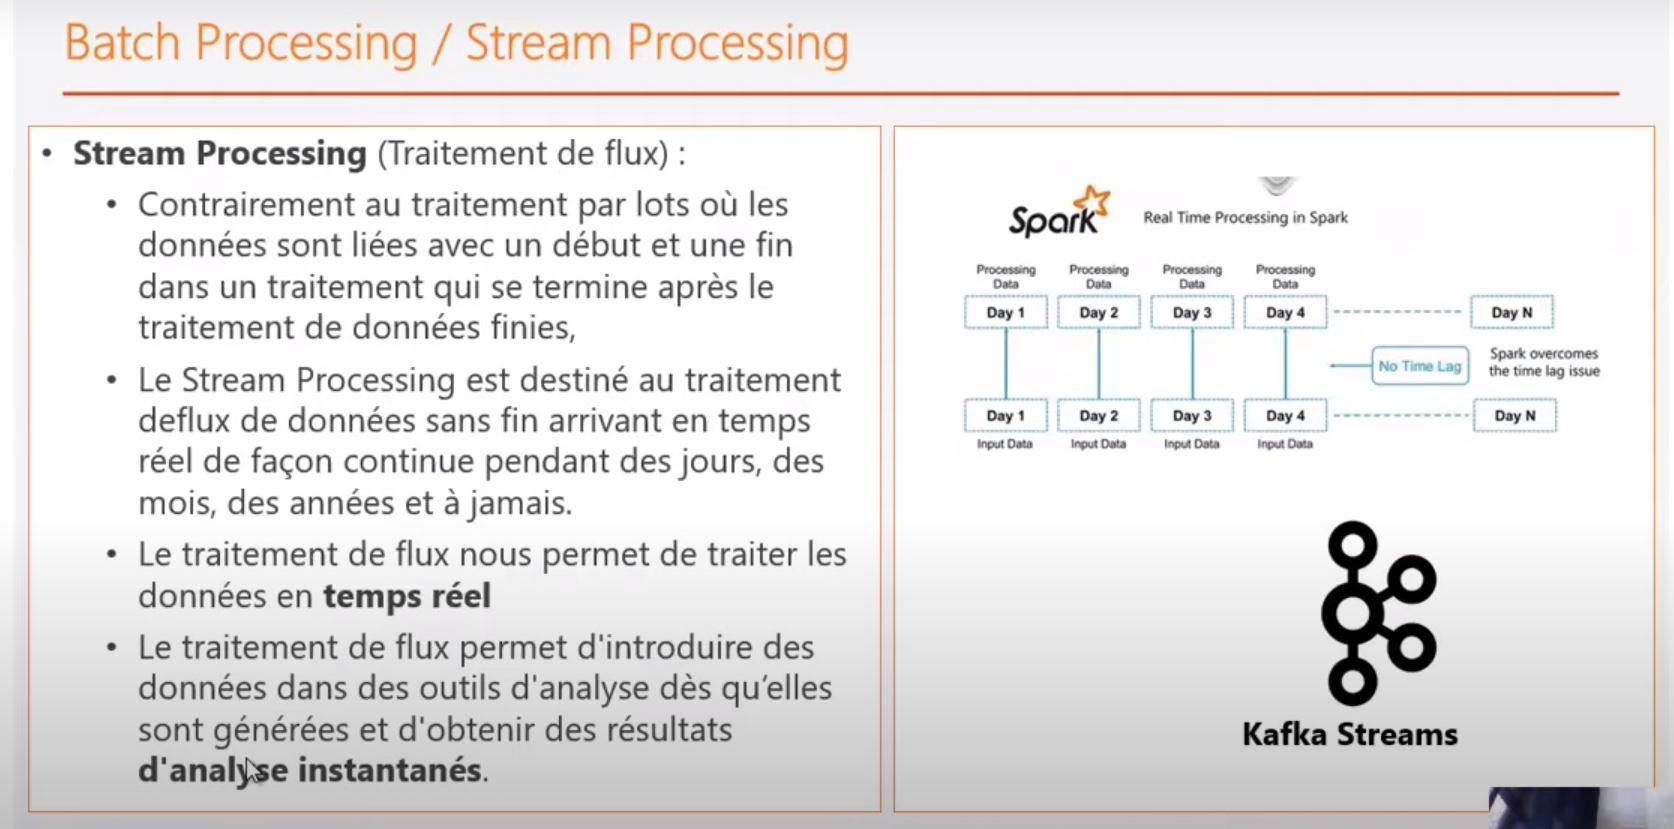 Batch Processing / Stream Processing
• Stream Processing (Traitement de flux) :
• Contrairement au traitement par lots où les
données sont liées avec un début et une fin
dans un traitement qui se termine après le
traitement de données finies,
• Le Stream Processing est destiné au traitement
deflux de données sans fin arrivant en temps
réel de façon continue pendant des jours, des
mois, des années et à jamais.
• Le traitement de flux nous permet de traiter les
données en temps réel
• Le traitement de flux permet d'introduire des
données dans des outils d'analyse dès qu’elles
sont générées et d'obtenir des résultats
d'analyse instantanés.
Spark
Real Time Processing in Spark
Processing Data
Processing Data
Processing Data
Processing Data
Day 1
Day 2
Day 3
Day 4
Day N
No Time Lag
Spark overcomes
the time lag issue
Day 1
Day 2
Day 3
Day 4
Day N
Input Data
Input Data
Input Data
Input Data
Kafka Streams